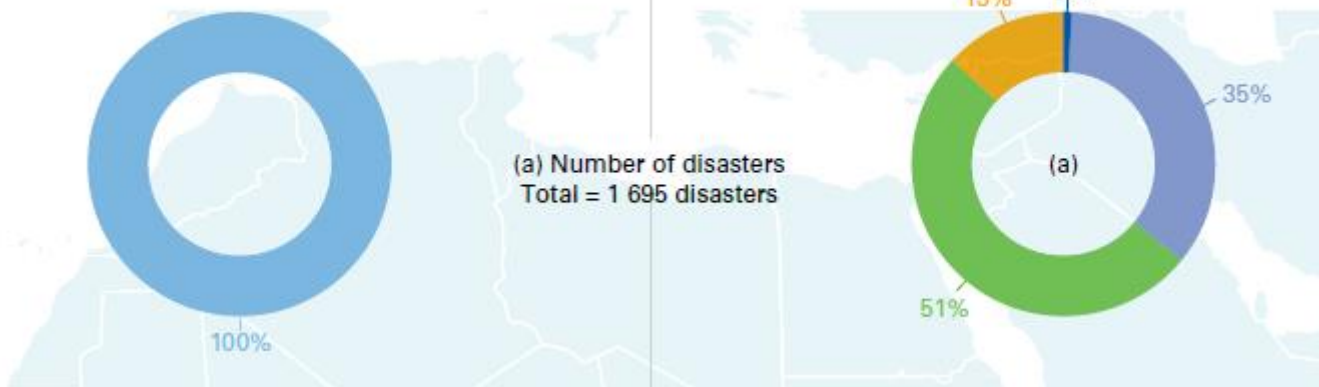 35%
(a) Number of disasters
Total = 1 695 disasters
(a)
51%
100%